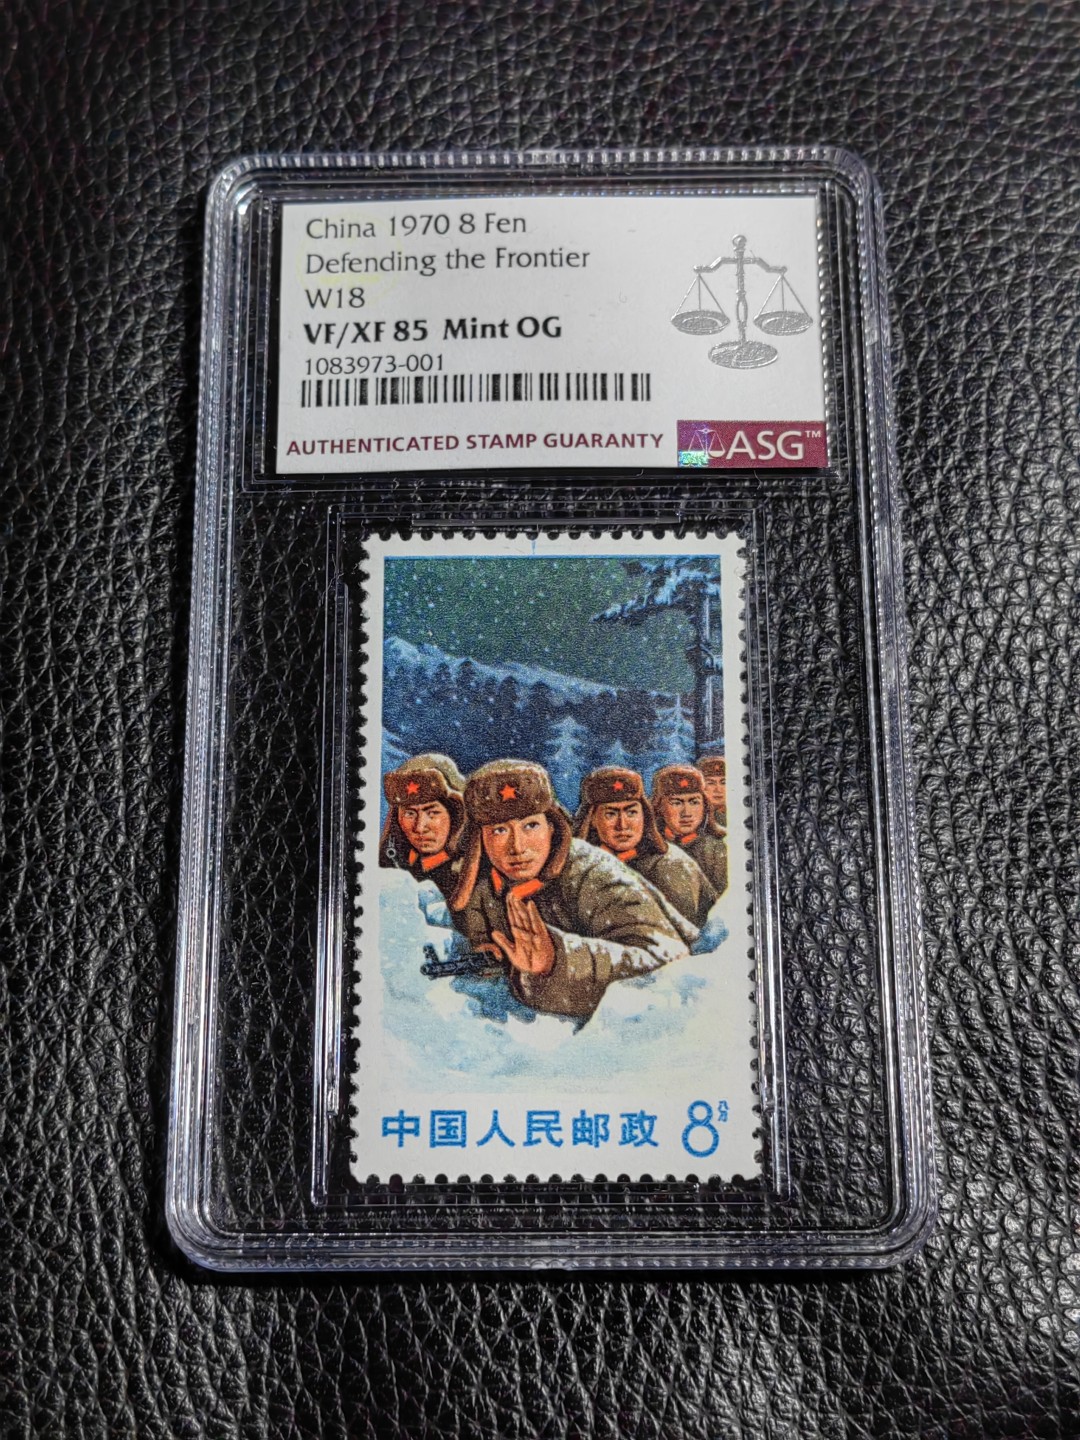 China 1970 8 Fen
Defending the Frontier
W18
VF/XF 85 Mint OG
1083973-001
AUTHENTICATED STAMP GUARANTY
ASG™
中国人民邮政 8分